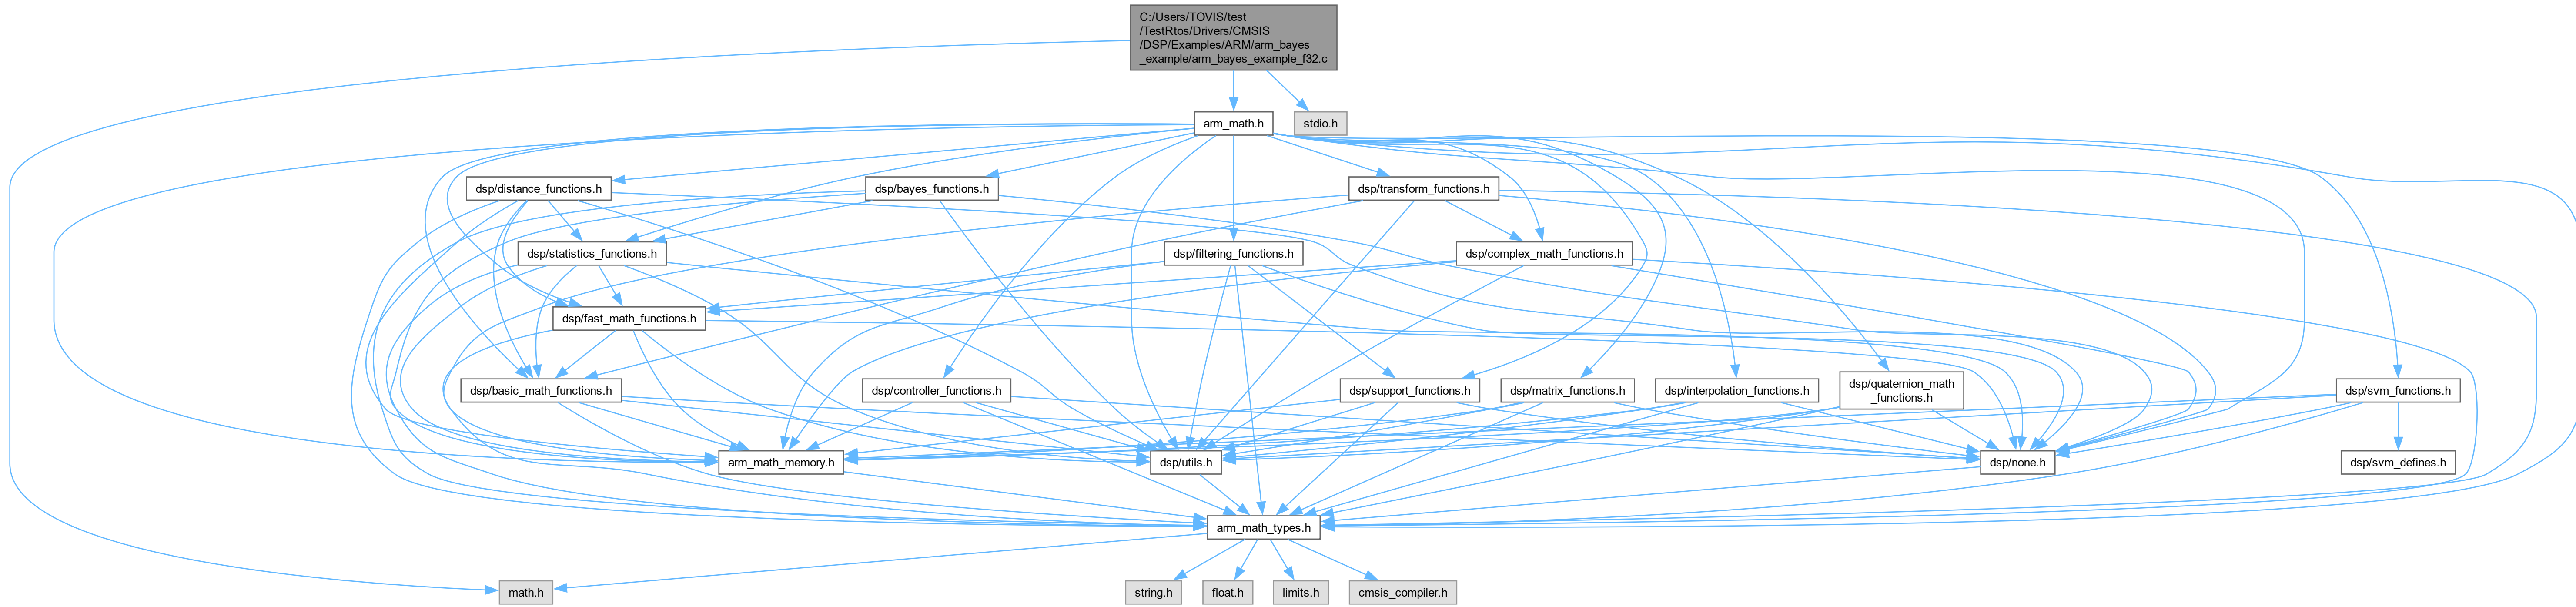 C:/Users/TOVIS/test
/TestRtos/Drivers/CMSIS
/DSP/Examples/ARM/arm_bayes
_example/arm_bayes_example_f32.c
arm_math.h
stdio.h
dsp/distance_functions.h
dsp/bayes_functions.h
dsp/transform_functions.h
dsp/statistics_functions.h
dsp/filtering_functions.h
dsp/complex_math_functions.h
dsp/fast_math_functions.h
dsp/basic_math_functions.h
dsp/controller_functions.h
dsp/support_functions.h
dsp/matrix_functions.h
dsp/interpolation_functions.h
dsp/quaternion_math
_functions.h
dsp/svm_functions.h
arm_math_memory.h
dsp/utils.h
dsp/none.h
dsp/svm_defines.h
arm_math_types.h
math.h
string.h
float.h
limits.h
cmsis_compiler.h